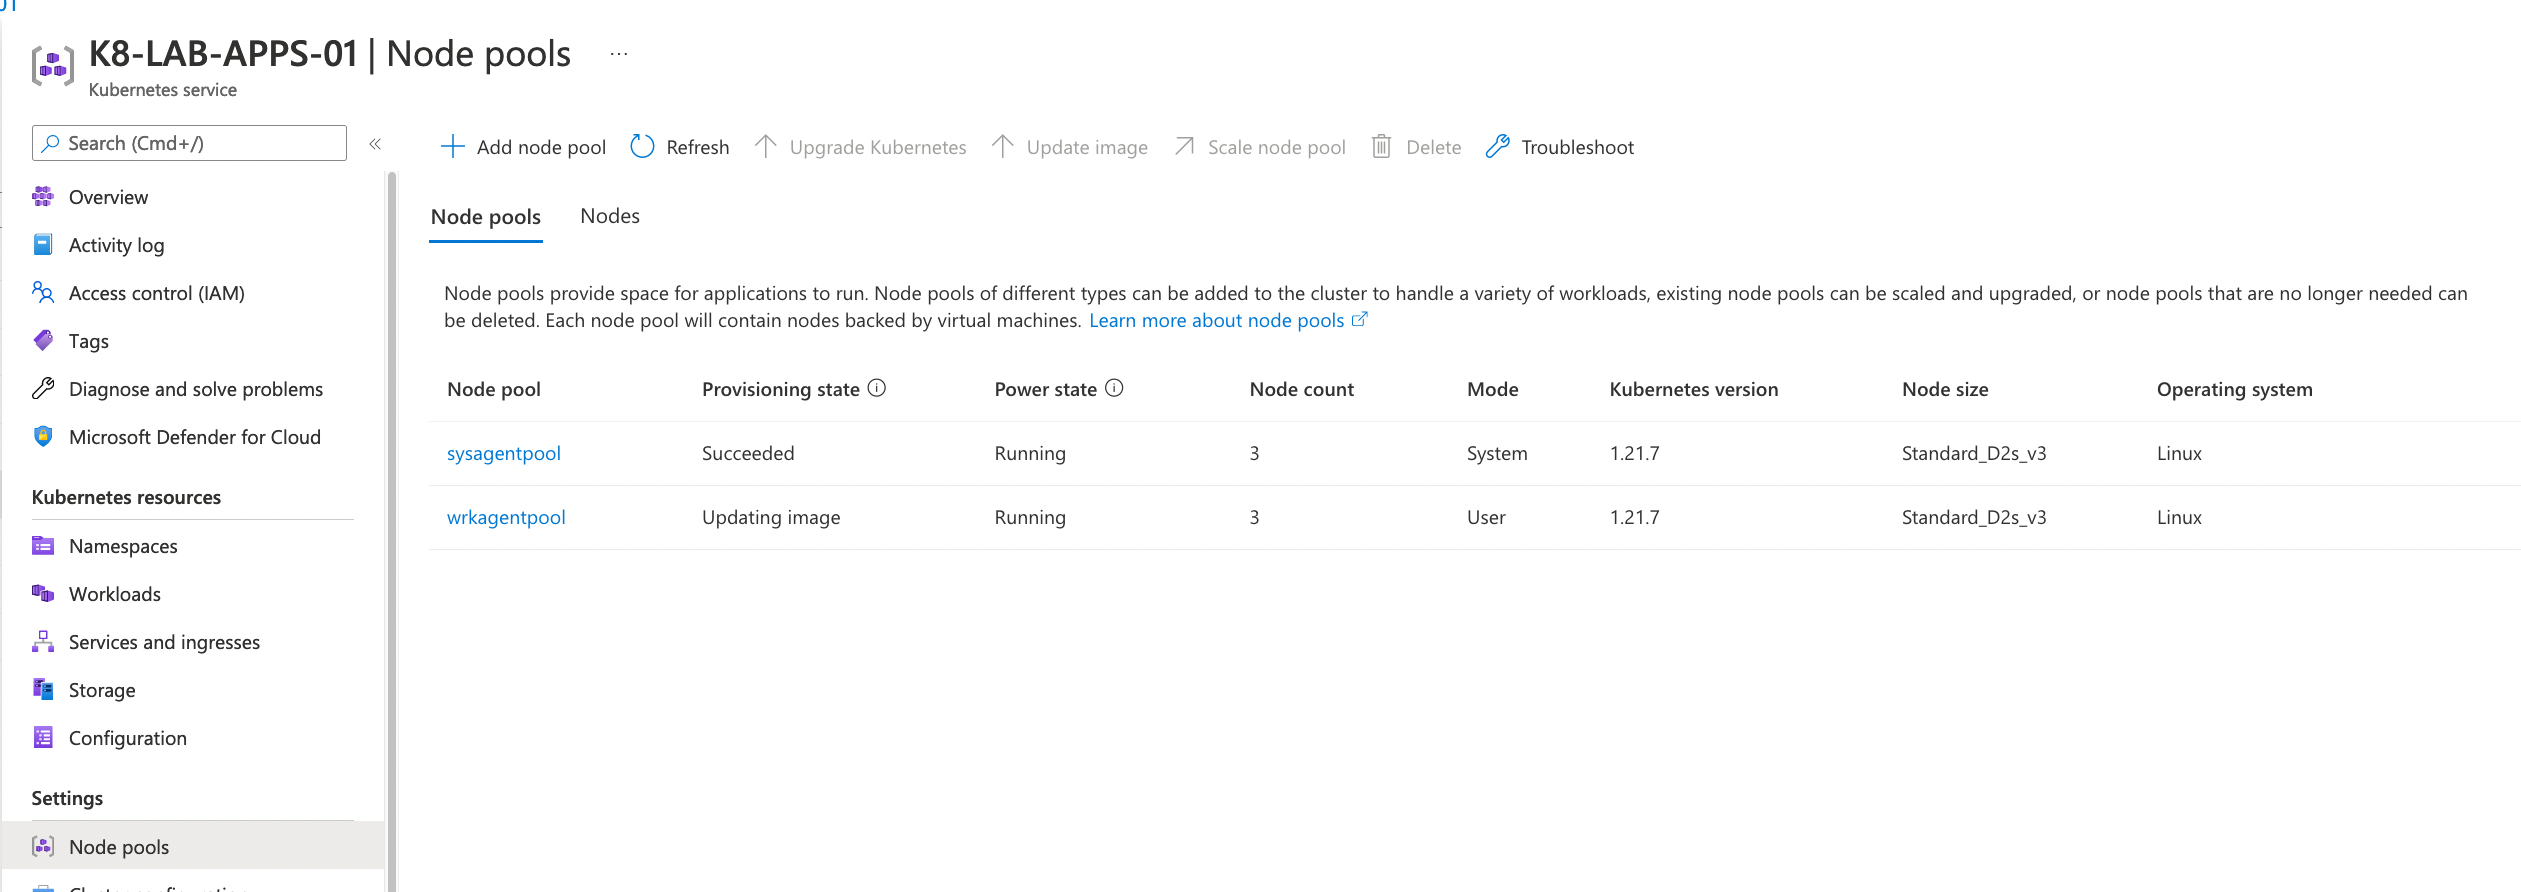 K8-LAB-APPS-01 | Node pools ...
Kubernetes service
Search (Cmd+/)
Overview
Activity log
Access control (IAM)
Tags
Diagnose and solve problems
Microsoft Defender for Cloud
Kubernetes resources
Namespaces
Workloads
Services and ingresses
Storage
Configuration
Settings
Node pools
Add node pool Refresh Upgrade Kubernetes Update image Scale node pool Delete Troubleshoot
Node pools Nodes
Node pools provide space for applications to run. Node pools of different types can be added to the cluster to handle a variety of workloads, existing node pools can be scaled and upgraded, or node pools that are no longer needed can
be deleted. Each node pool will contain nodes backed by virtual machines. Learn more about node pools
Node pool Provisioning state Power state Node count Mode Kubernetes version Node size Operating system
sysagentpool Succeeded Running 3 System 1.21.7 Standard_D2s_v3 Linux
wrkagentpool Updating image Running 3 User 1.21.7 Standard_D2s_v3 Linux